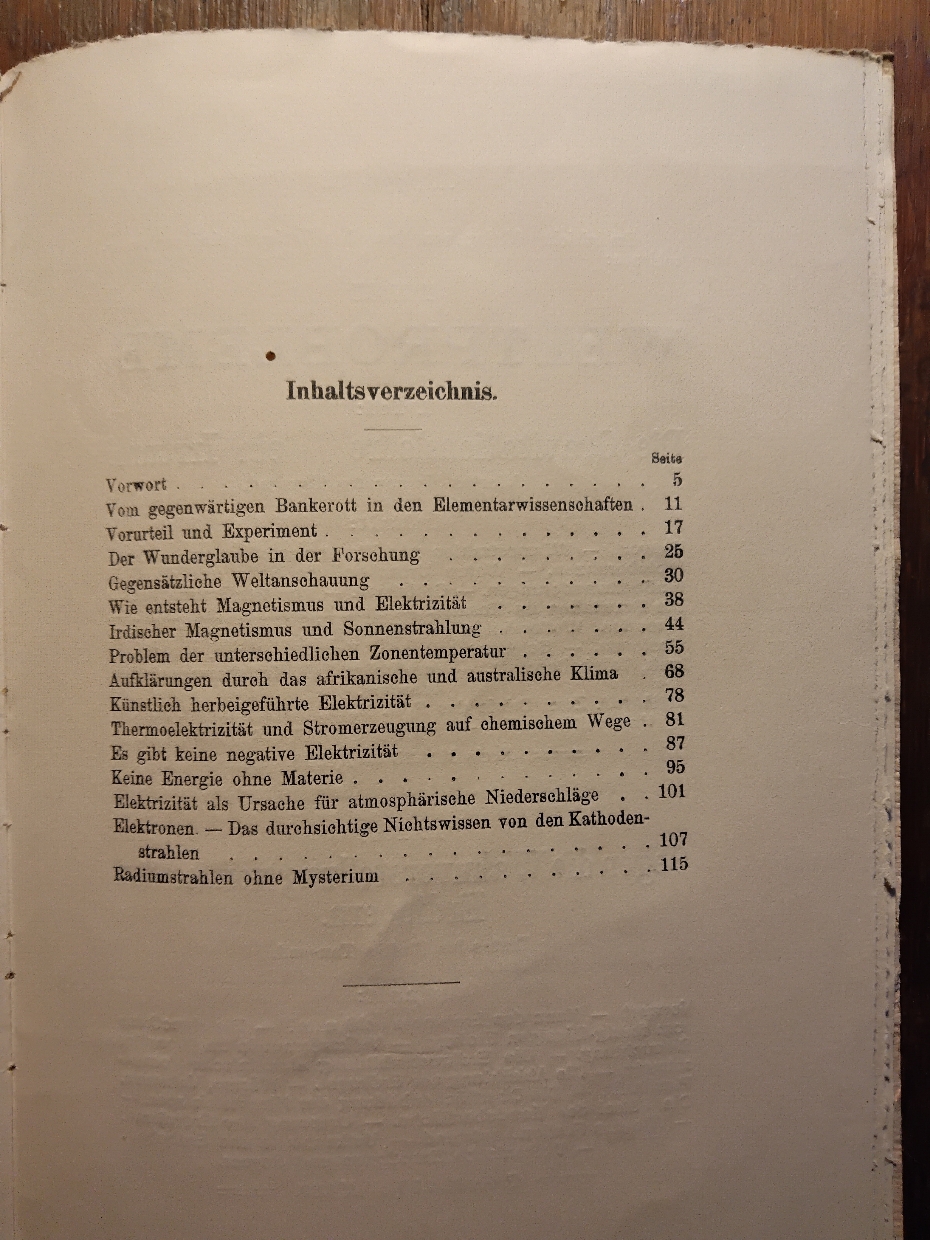 Inhaltsverzeichnis.
Seite
Vorwort . . . . . . . . . . . . . . . . . . . . 5
Vom gegenwärtigen Bankerott in den Elementarwissenschaften . 11
Vorurteil und Experiment . . . . . . . . . . . . . . 17
Der Wunderglaube in der Forschung . . . . . . . . . 25
Gegensätzliche Weltanschauung . . . . . . . . . . . 30
Wie entsteht Magnetismus und Elektrizität . . . . . . . 38
Irdischer Magnetismus und Sonnenstrahlung . . . . . . . 44
Problem der unterschiedlichen Zonentemperatur . . . . . . 55
Aufklärungen durch das afrikanische und australische Klima . 68
Künstlich herbeigeführte Elektrizität . . . . . . . . . . 78
Thermoelektrizität und Stromerzeugung auf chemischem Wege . 81
Es gibt keine negative Elektrizität . . . . . . . . . . 87
Keine Energie ohne Materie . . . . . . . . . . . . . 95
Elektrizität als Ursache für atmosphärische Niederschläge . . 101
Elektronen. — Das durchsichtige Nichtswissen von den Kathoden-
strahlen . . . . . . . . . . . . . . . . . . 107
Radiumstrahlen ohne Mysterium . . . . . . . . . . . 115